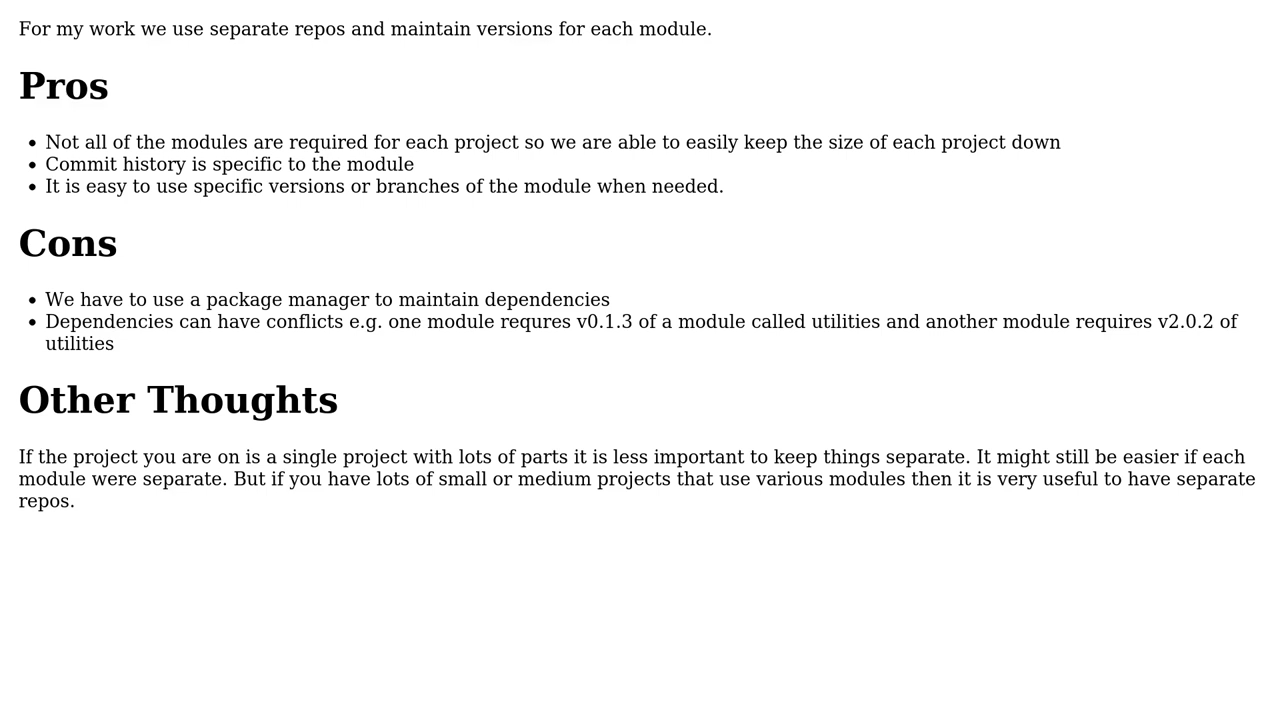 For my work we use separate repos and maintain versions for each module.
Pros
• Not all of the modules are required for each project so we are able to easily keep the size of each project down
• Commit history is specific to the module
• It is easy to use specific versions or branches of the module when needed.
Cons
• We have to use a package manager to maintain dependencies
• Dependencies can have conflicts e.g. one module requres v0.1.3 of a module called utilities and another module requires v2.0.2 of
utilities
Other Thoughts
If the project you are on is a single project with lots of parts it is less important to keep things separate. It might still be easier if each
module were separate. But if you have lots of small or medium projects that use various modules then it is very useful to have separate
repos.